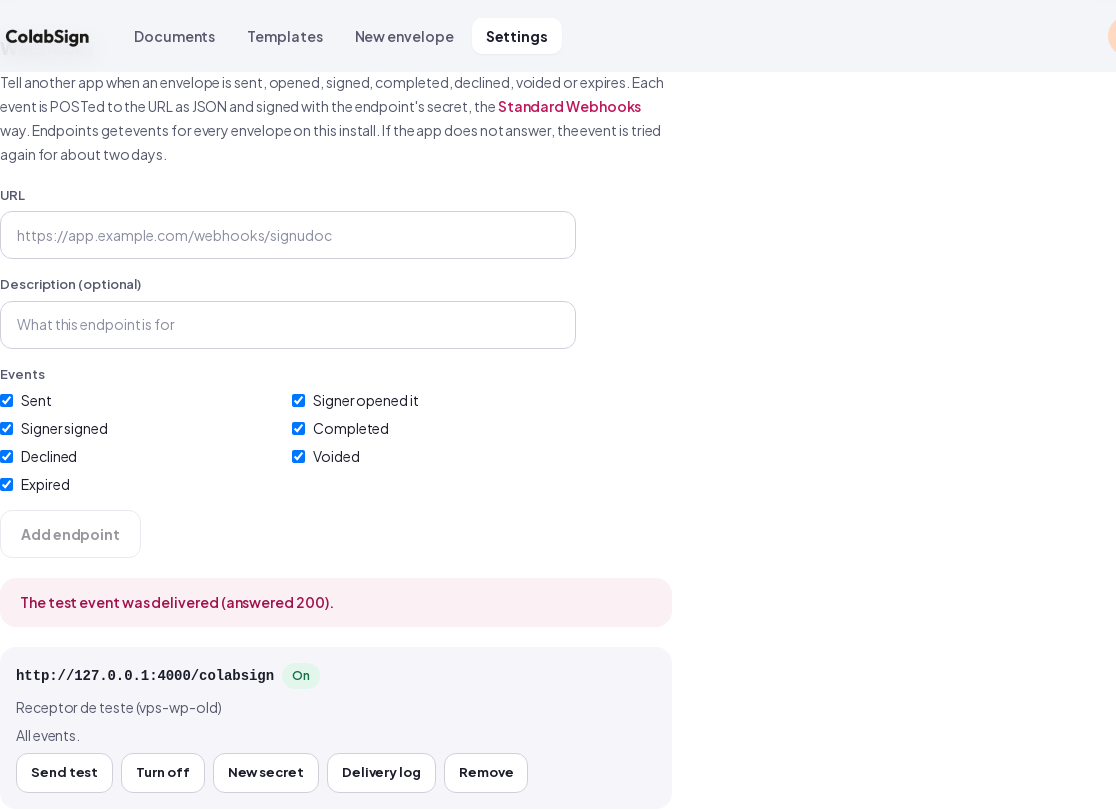 ColabSign
Documents
Templates
New envelope
Settings
Tell another app when an envelope is sent, opened, signed, completed, declined, voided or expires. Each
event is POSTed to the URL as JSON and signed with the endpoint's secret, the Standard Webhooks
way. Endpoints get events for every envelope on this install. If the app does not answer, the event is tried
again for about two days.
URL
https://app.example.com/webhooks/signudoc
Description (optional)
What this endpoint is for
Events
Sent
Signer opened it
Signer signed
Completed
Declined
Voided
Expired
Add endpoint
The test event was delivered (answered 200).
http://127.0.0.1:4000/colabsign
On
Receptor de teste (vps-wp-old)
All events.
Send test
Turn off
New secret
Delivery log
Remove